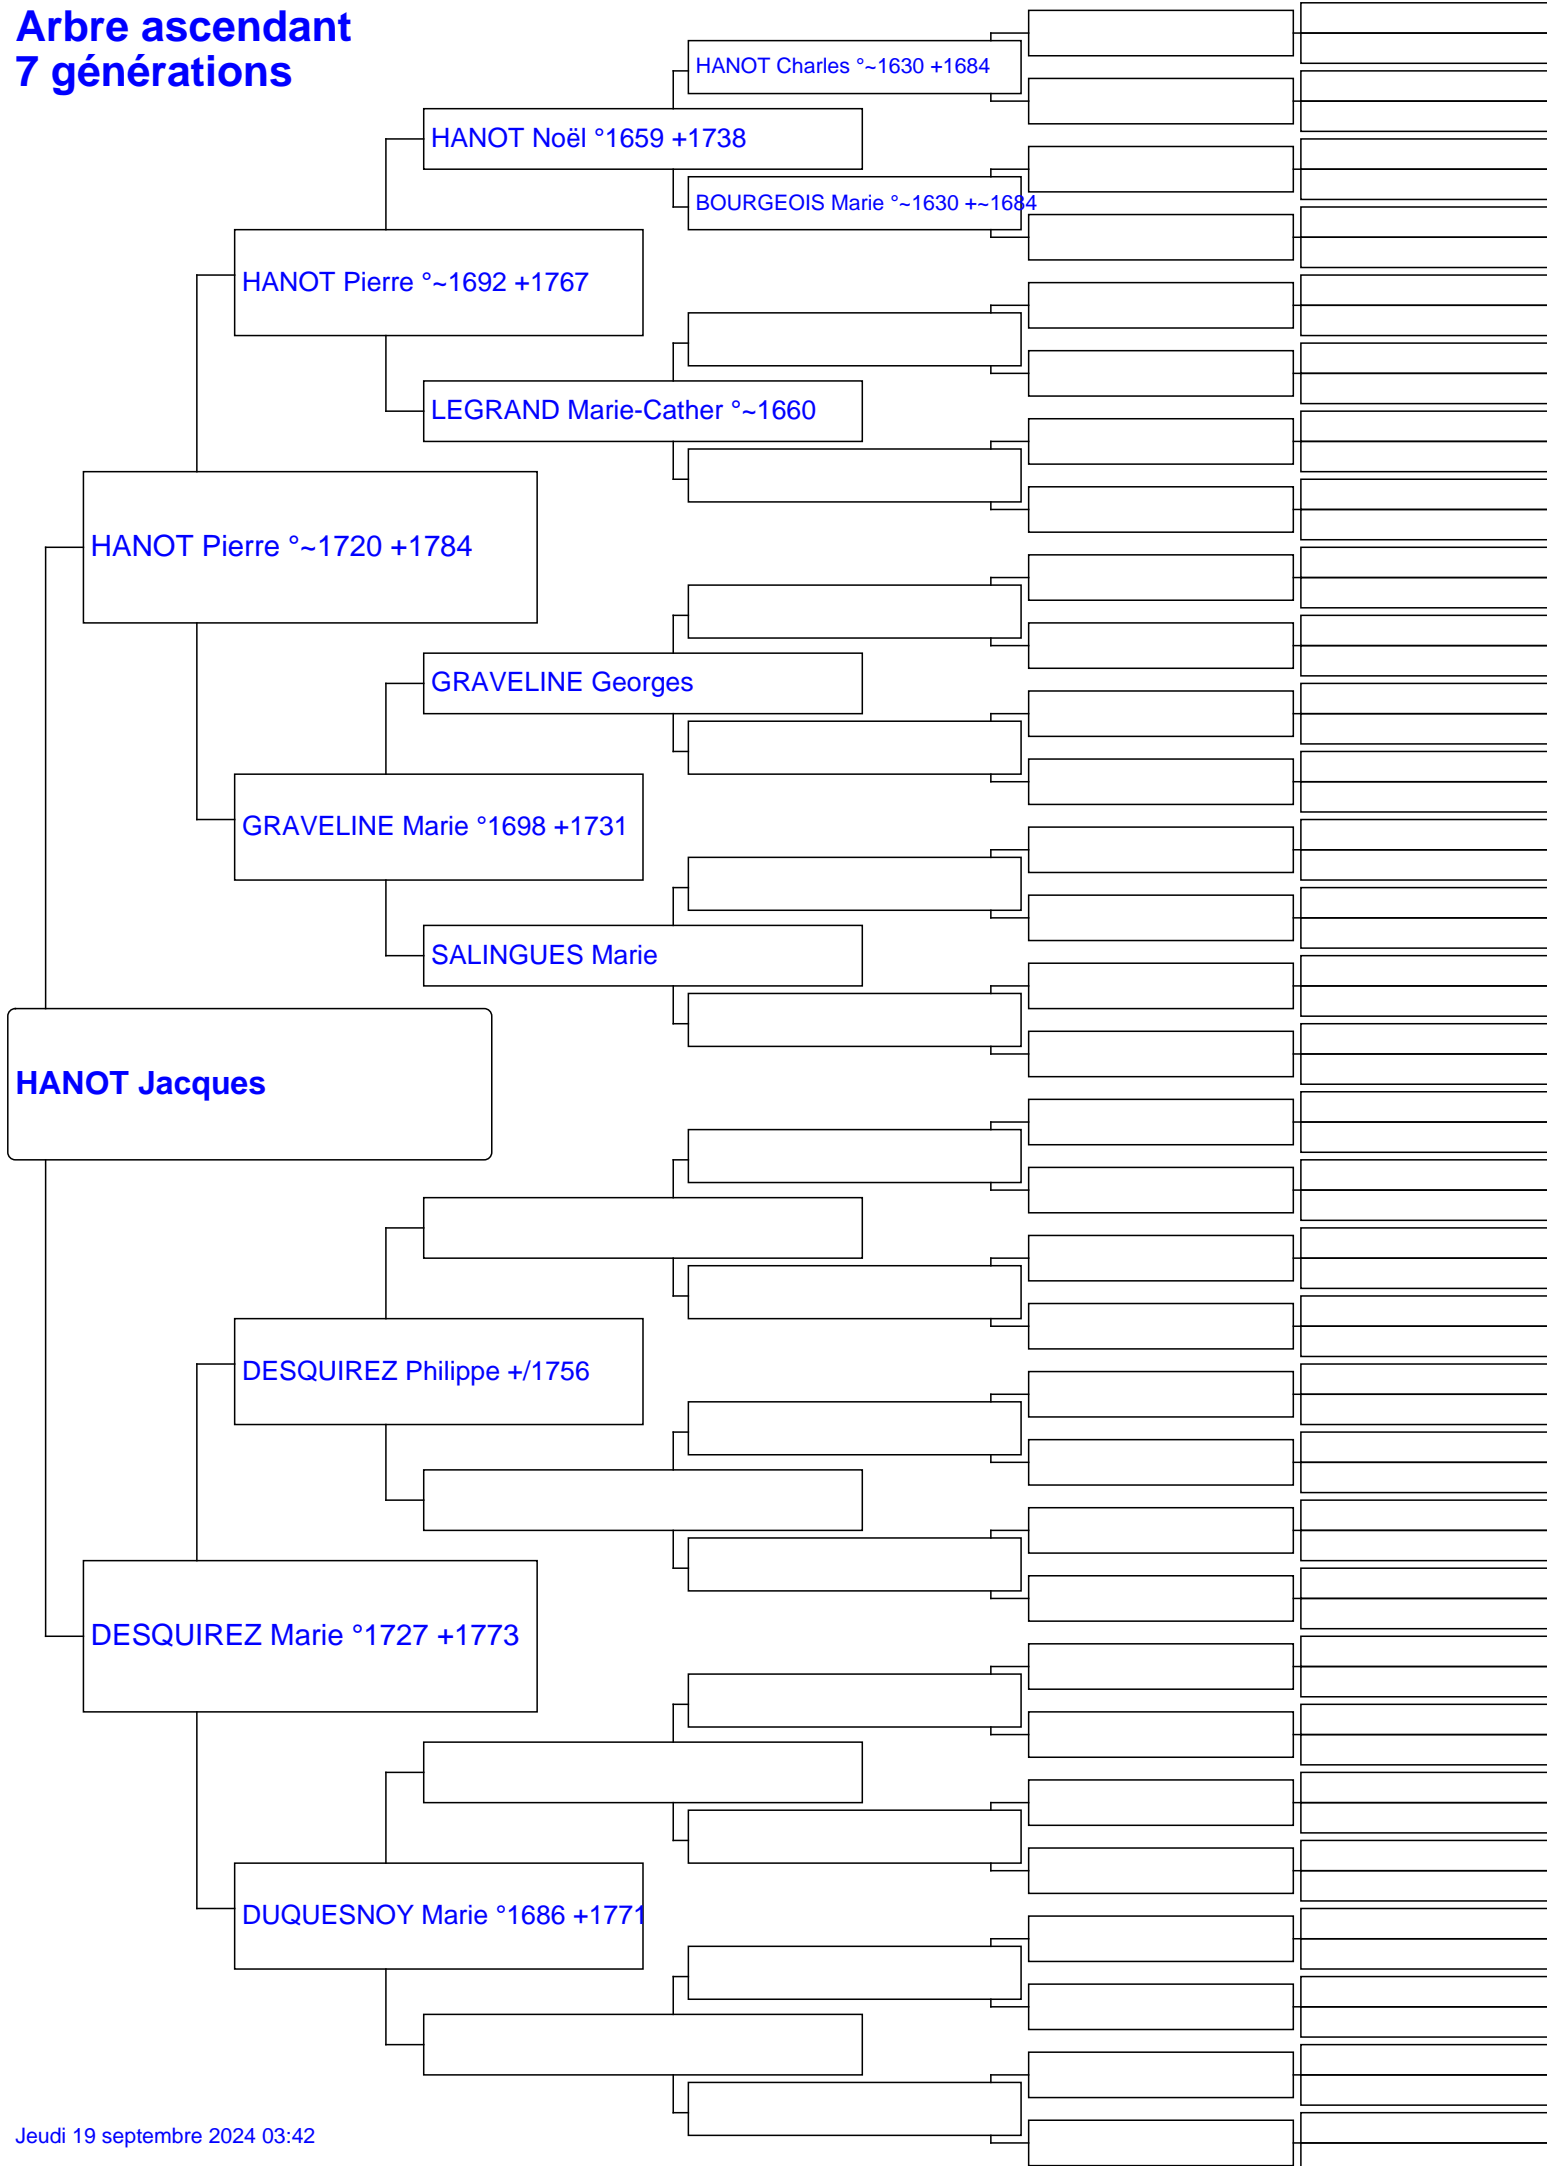 Arbre ascendant
7 générations
HANOT Charles °~1630 +1684
HANOT Noël °1659 +1738
BOURGEOIS Marie °~1630 +~1684
HANOT Pierre °~1692 +1767
LEGRAND Marie-Cather °~1660
HANOT Pierre °~1720 +1784
GRAVELINE Georges
GRAVELINE Marie °1698 +1731
SALINGUES Marie
HANOT Jacques
DESQUIREZ Philippe +/1756
DESQUIREZ Marie °1727 +1773
DUQUESNOY Marie °1686 +1771
Jeudi 19 septembre 2024 03:42